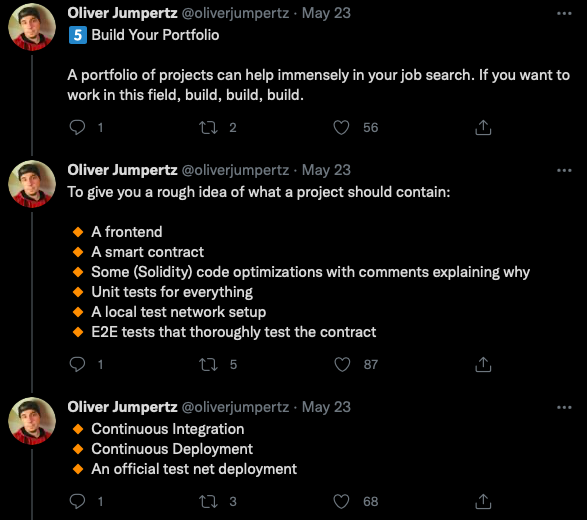 Oliver Jumpertz @oliverjumpertz · May 23
5️⃣ Build Your Portfolio
A portfolio of projects can help immensely in your job search. If you want to
work in this field, build, build, build.
1 2 56
Oliver Jumpertz @oliverjumpertz · May 23
To give you a rough idea of what a project should contain:
🔸 A frontend
🔸 A smart contract
🔸 Some (Solidity) code optimizations with comments explaining why
🔸 Unit tests for everything
🔸 A local test network setup
🔸 E2E tests that thoroughly test the contract
1 5 87
Oliver Jumpertz @oliverjumpertz · May 23
🔸 Continuous Integration
🔸 Continuous Deployment
🔸 An official test net deployment
1 3 68